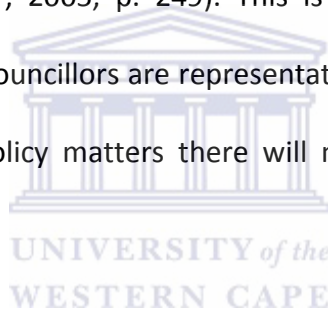 , 2003, p. 249). This is
ouncillors are representat
olicy matters there will
UNIVERSITY of the
WESTERN CAPE